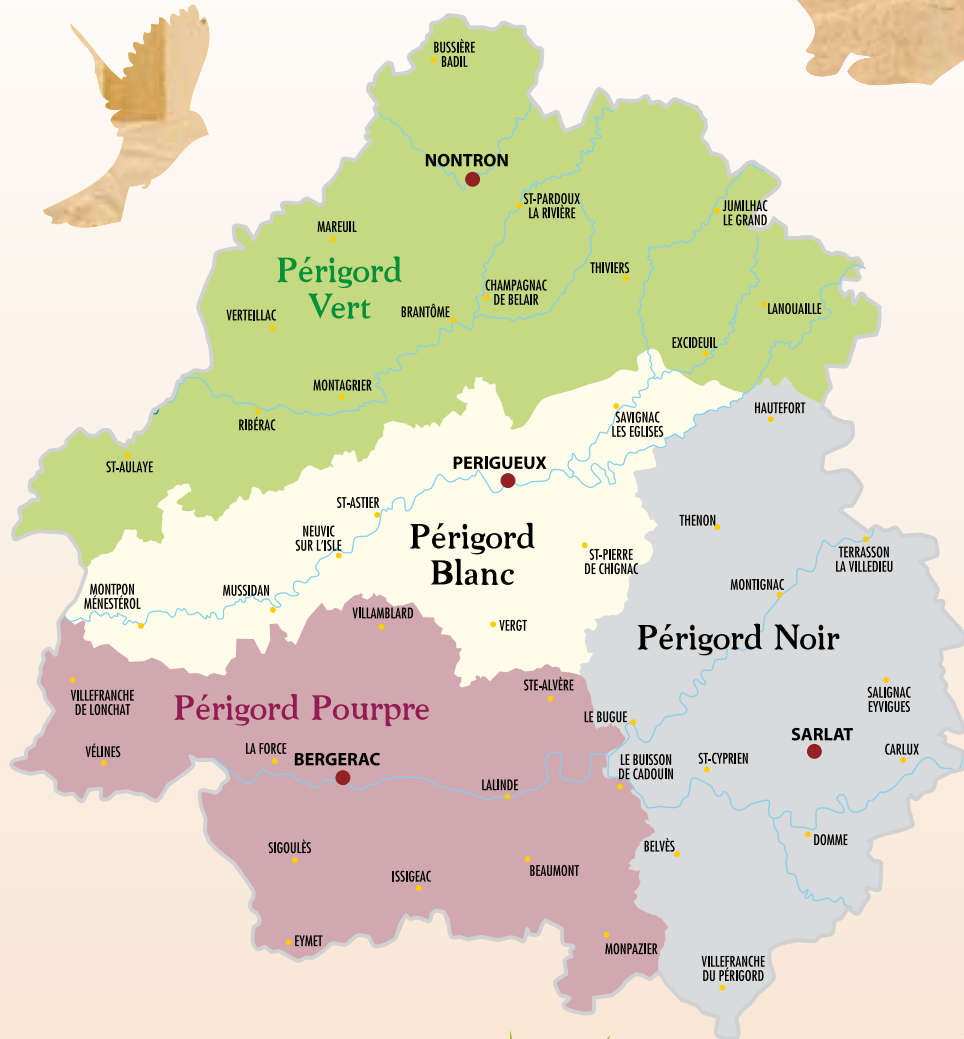 BUSSIÈRE
BADIL
NONTRON
ST-PARDOUX
LA RIVIÈRE
JUMILHAC
LE GRAND
MAREUIL
Périgord
Vert
THIVIERS
CHAMPAGNAC
DE BELAIR
LANOUAILLE
VERTEILLAC
BRANTÔME
EXCIDEUIL
MONTAGRIER
RIBÉRAC
SAVIGNAC
LES EGLISES
HAUTEFORT
ST-AULAYE
PERIGUEUX
ST-ASTIER
NEUVIC
SUR L'ISLE
Périgord
Blanc
ST-PIERRE
DE CHIGNAC
THENON
TERRASSON
LA VILLEDIEU
MONTPON
MÉNESTÉROL
MUSSIDAN
MONTIGNAC
VILLAMBLARD
VERGT
Périgord Noir
VILLEFRANCHE
DE LONCHAT
Périgord Pourpre
STE-ALVÈRE
SALIGNAC
EYVIGUES
LE BUGUE
SARLAT
VÉLINES
LA FORCE
BERGERAC
LALINDE
LE BUISSON
DE CADOUIN
ST-CYPRIEN
CARLUX
DOMME
SIGOULÈS
ISSIGEAC
BEAUMONT
BELVÈS
EYMET
MONPAZIER
VILLEFRANCHE
DU PÉRIGORD